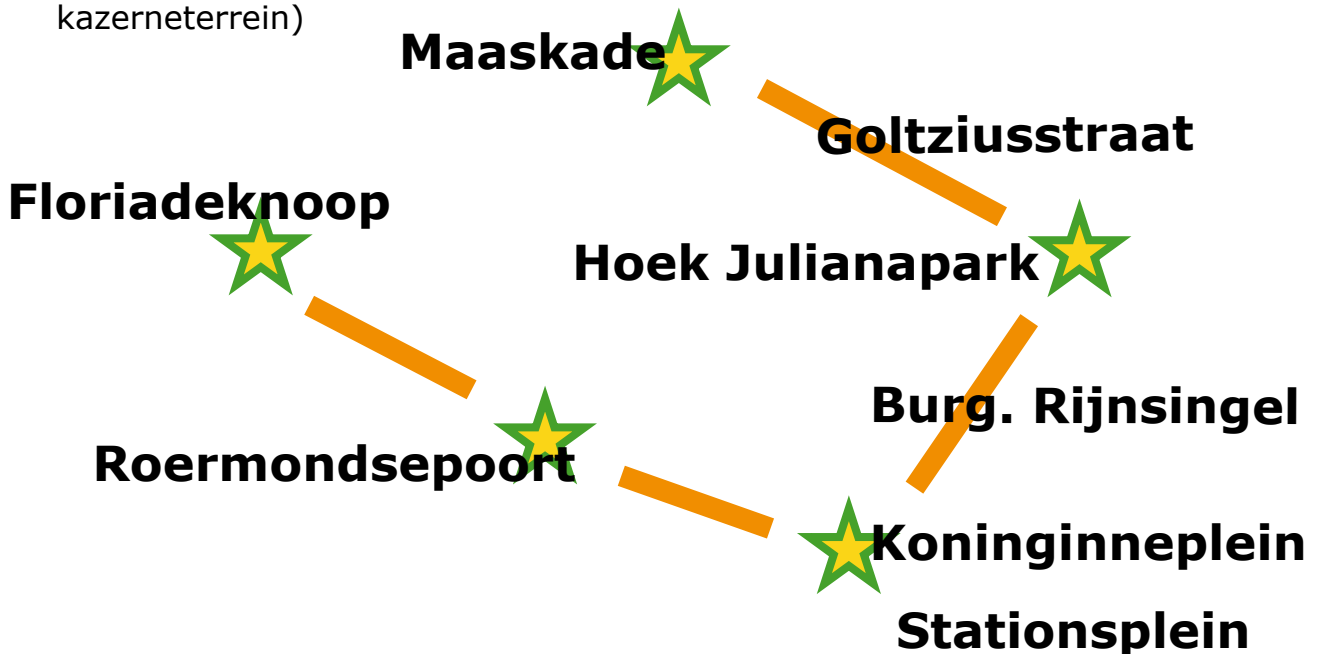 kazerneterrein)
Maaskade
Goltziusstraat
Floriadeknoop
Hoek Julianapark
Burg. Rijnsingel
Roermondsepoort
Koninginneplein
Stationsplein